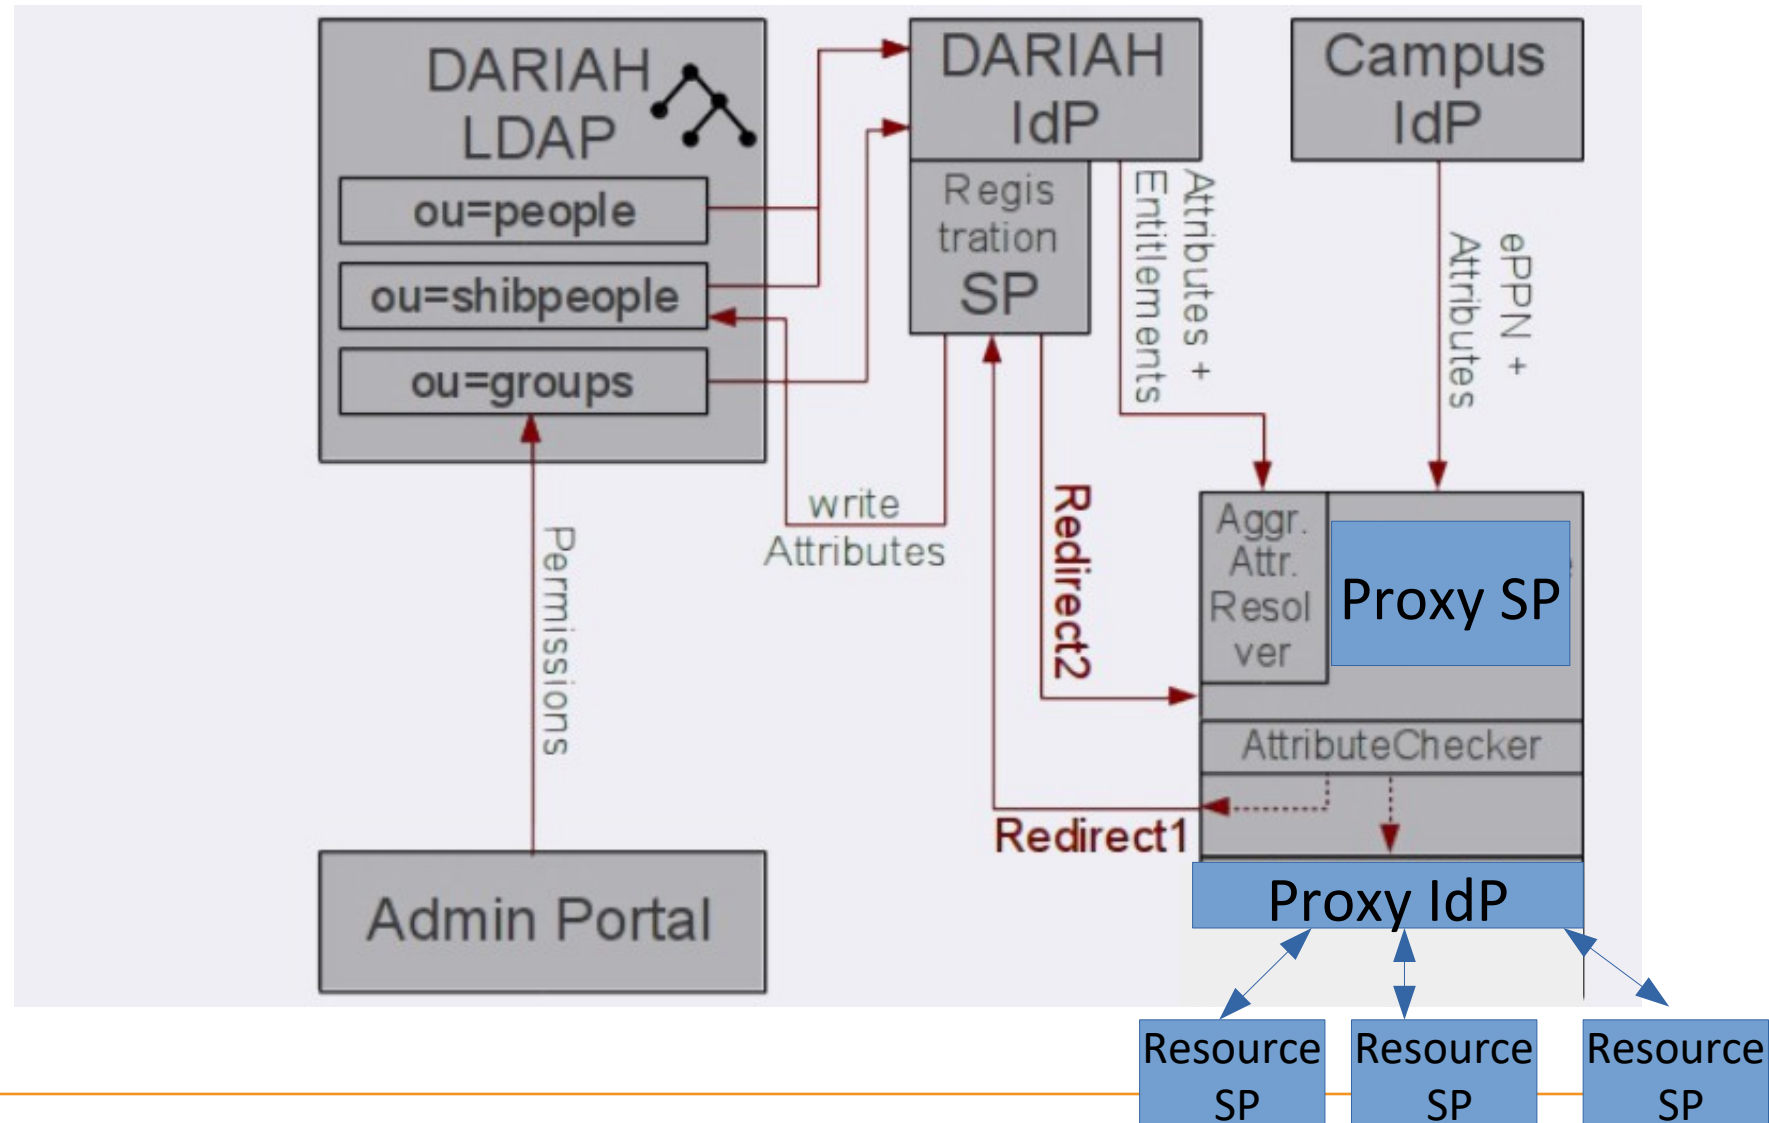 DARIAH
LDAP
ou=people
ou=shibpeople
ou=groups
DARIAH
IdP
Regis
tration
SP
Campus
IdP
Attributes +
Entitlements
ePPN +
Attributes
write
Attributes
Permissions
Redirect2
Aggr.
Attr.
Resol
ver
Proxy SP
AttributeChecker
Redirect1
Proxy IdP
Admin Portal
Resource
SP
Resource
SP
Resource
SP